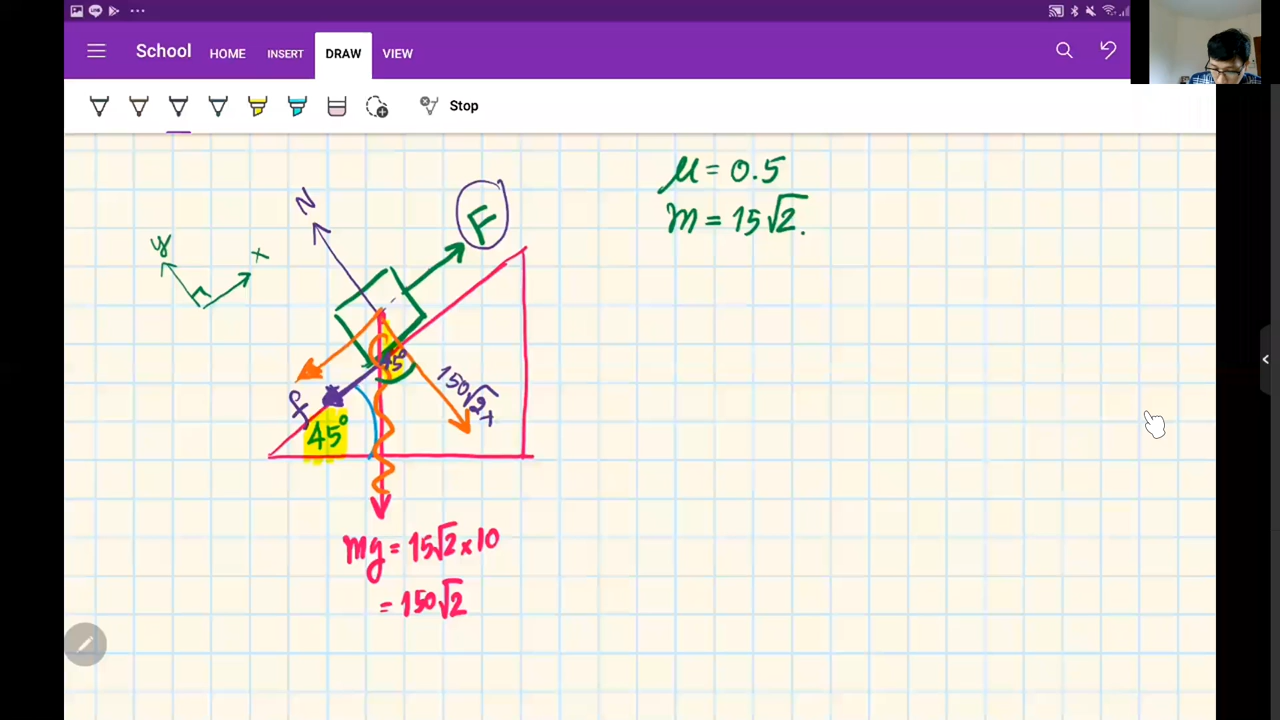 School HOME INSERT DRAW VIEW
Stop
μ = 0.5
m = 15√2.
N
F
y
x
45°
150√2 ×
f
45°
mg = 15√2 × 10
= 150√2